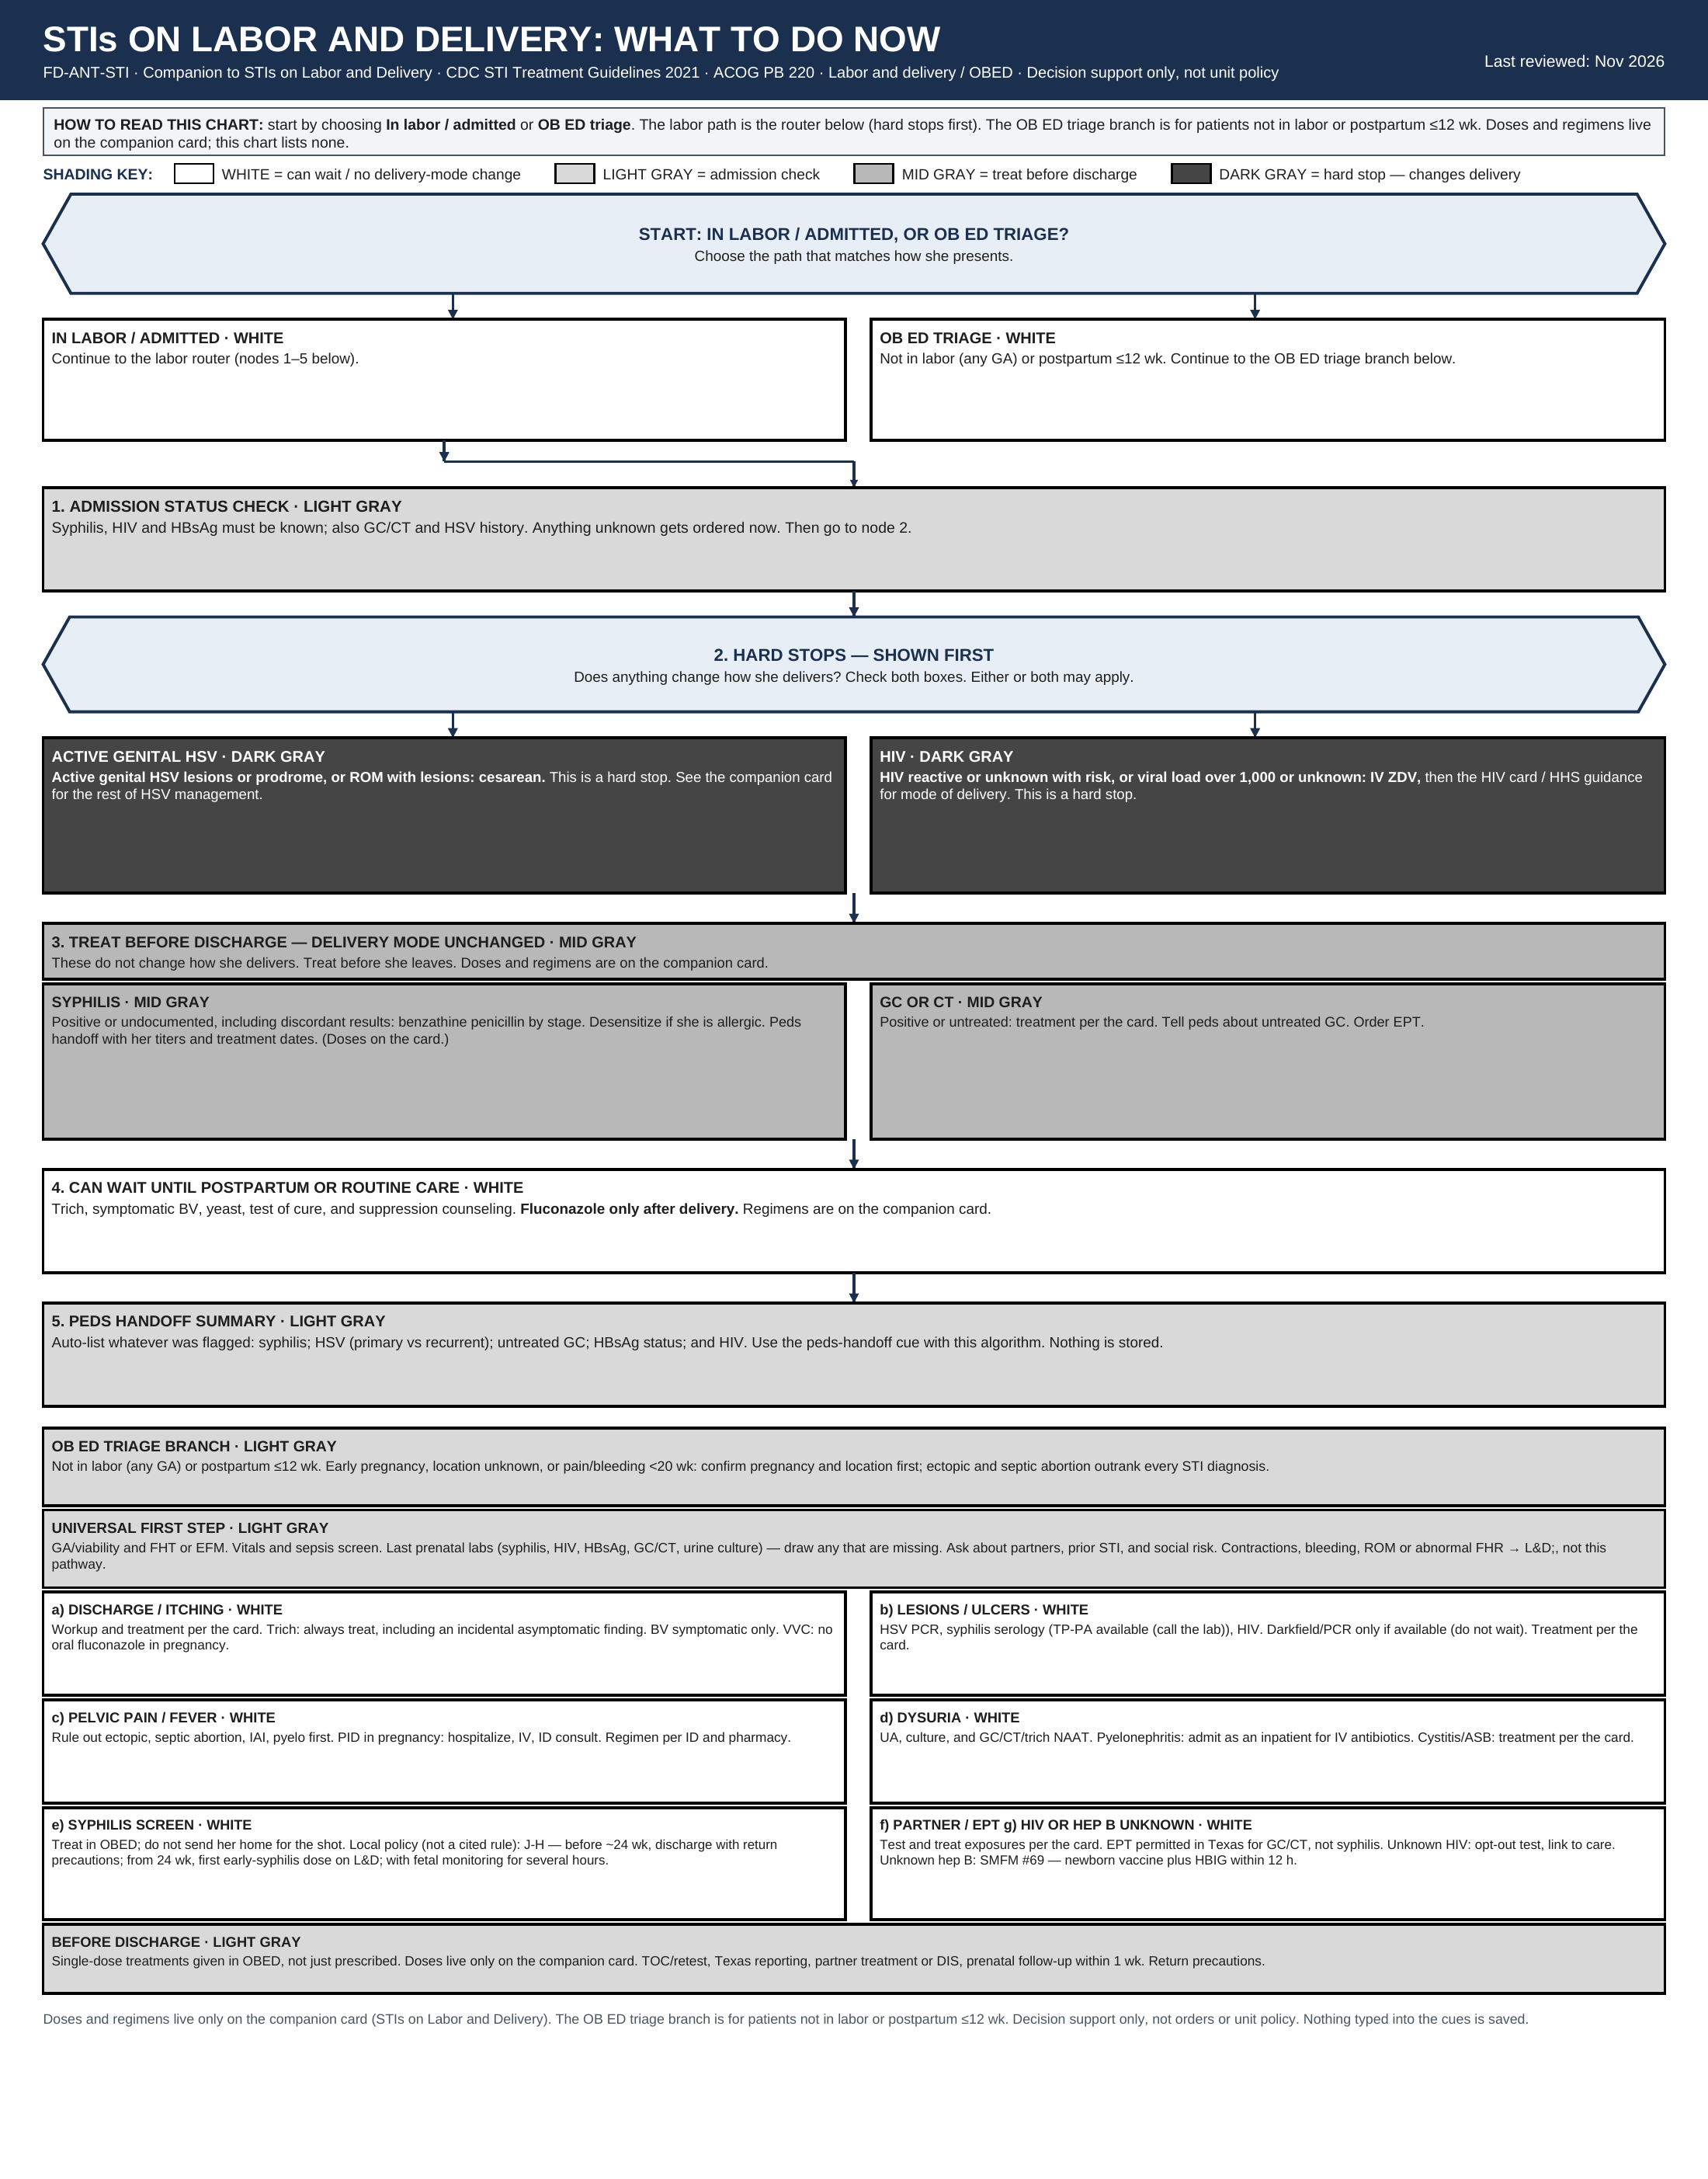 STIs ON LABOR AND DELIVERY: WHAT TO DO NOW
FD-ANT-STI · Companion to STIs on Labor and Delivery · CDC STI Treatment Guidelines 2021 · ACOG PB 220 · Labor and delivery / OBED · Decision support only, not unit policy
Last reviewed: Nov 2026
HOW TO READ THIS CHART: start by choosing In labor / admitted or OB ED triage. The labor path is the router below (hard stops first). The OB ED triage branch is for patients not in labor or postpartum ≤12 wk. Doses and regimens live
on the companion card; this chart lists none.
SHADING KEY: WHITE = can wait / no delivery-mode change LIGHT GRAY = admission check MID GRAY = treat before discharge DARK GRAY = hard stop — changes delivery
START: IN LABOR / ADMITTED, OR OB ED TRIAGE?
Choose the path that matches how she presents.
IN LABOR / ADMITTED · WHITE
Continue to the labor router (nodes 1–5 below).
OB ED TRIAGE · WHITE
Not in labor (any GA) or postpartum ≤12 wk. Continue to the OB ED triage branch below.
1. ADMISSION STATUS CHECK · LIGHT GRAY
Syphilis, HIV and HBsAg must be known; also GC/CT and HSV history. Anything unknown gets ordered now. Then go to node 2.
2. HARD STOPS — SHOWN FIRST
Does anything change how she delivers? Check both boxes. Either or both may apply.
ACTIVE GENITAL HSV · DARK GRAY
Active genital HSV lesions or prodrome, or ROM with lesions: cesarean. This is a hard stop. See the companion card
for the rest of HSV management.
HIV · DARK GRAY
HIV reactive or unknown with risk, or viral load over 1,000 or unknown: IV ZDV, then the HIV card / HHS guidance
for mode of delivery. This is a hard stop.
3. TREAT BEFORE DISCHARGE — DELIVERY MODE UNCHANGED · MID GRAY
These do not change how she delivers. Treat before she leaves. Doses and regimens are on the companion card.
SYPHILIS · MID GRAY
Positive or undocumented, including discordant results: benzathine penicillin by stage. Desensitize if she is allergic. Peds
handoff with her titers and treatment dates. (Doses on the card.)
GC OR CT · MID GRAY
Positive or untreated: treatment per the card. Tell peds about untreated GC. Order EPT.
4. CAN WAIT UNTIL POSTPARTUM OR ROUTINE CARE · WHITE
Trich, symptomatic BV, yeast, test of cure, and suppression counseling. Fluconazole only after delivery. Regimens are on the companion card.
5. PEDS HANDOFF SUMMARY · LIGHT GRAY
Auto-list whatever was flagged: syphilis; HSV (primary vs recurrent); untreated GC; HBsAg status; and HIV. Use the peds-handoff cue with this algorithm. Nothing is stored.
OB ED TRIAGE BRANCH · LIGHT GRAY
Not in labor (any GA) or postpartum ≤12 wk. Early pregnancy, location unknown, or pain/bleeding <20 wk: confirm pregnancy and location first; ectopic and septic abortion outrank every STI diagnosis.
UNIVERSAL FIRST STEP · LIGHT GRAY
GA/viability and FHT or EFM. Vitals and sepsis screen. Last prenatal labs (syphilis, HIV, HBsAg, GC/CT, urine culture) — draw any that are missing. Ask about partners, prior STI, and social risk. Contractions, bleeding, ROM or abnormal FHR → L&D;, not this
pathway.
a) DISCHARGE / ITCHING · WHITE
Workup and treatment per the card. Trich: always treat, including an incidental asymptomatic finding. BV symptomatic only. VVC: no
oral fluconazole in pregnancy.
b) LESIONS / ULCERS · WHITE
HSV PCR, syphilis serology (TP-PA available (call the lab)), HIV. Darkfield/PCR only if available (do not wait). Treatment per the
card.
c) PELVIC PAIN / FEVER · WHITE
Rule out ectopic, septic abortion, IAI, pyelo first. PID in pregnancy: hospitalize, IV, ID consult. Regimen per ID and pharmacy.
d) DYSURIA · WHITE
UA, culture, and GC/CT/trich NAAT. Pyelonephritis: admit as an inpatient for IV antibiotics. Cystitis/ASB: treatment per the card.
e) SYPHILIS SCREEN · WHITE
Treat in OBED; do not send her home for the shot. Local policy (not a cited rule): J-H — before ~24 wk, discharge with return
precautions; from 24 wk, first early-syphilis dose on L&D; with fetal monitoring for several hours.
f) PARTNER / EPT g) HIV OR HEP B UNKNOWN · WHITE
Test and treat exposures per the card. EPT permitted in Texas for GC/CT, not syphilis. Unknown HIV: opt-out test, link to care.
Unknown hep B: SMFM #69 — newborn vaccine plus HBIG within 12 h.
BEFORE DISCHARGE · LIGHT GRAY
Single-dose treatments given in OBED, not just prescribed. Doses live only on the companion card. TOC/retest, Texas reporting, partner treatment or DIS, prenatal follow-up within 1 wk. Return precautions.
Doses and regimens live only on the companion card (STIs on Labor and Delivery). The OB ED triage branch is for patients not in labor or postpartum ≤12 wk. Decision support only, not orders or unit policy. Nothing typed into the cues is saved.